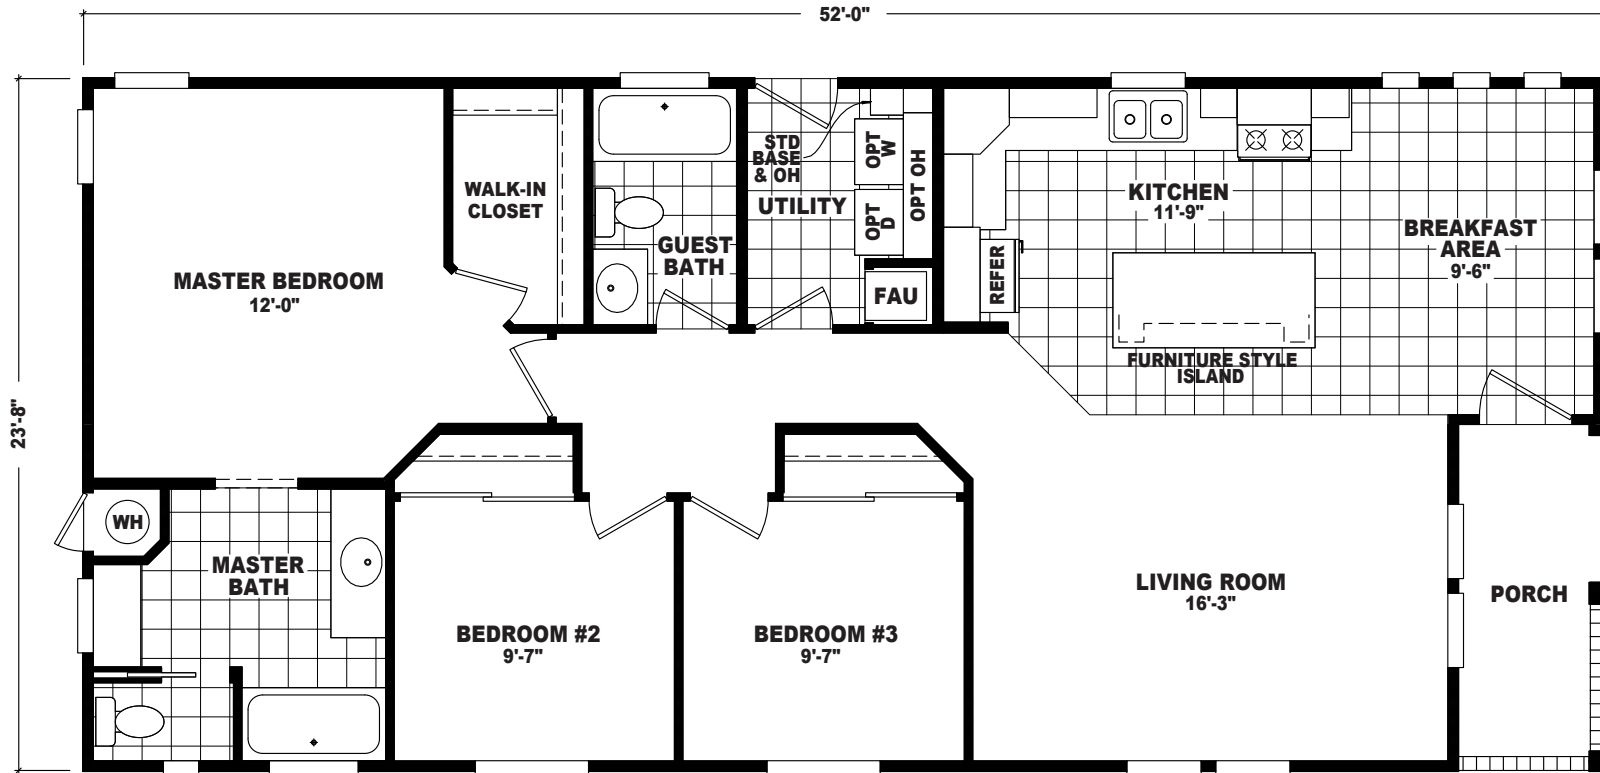 52'-0"
23'-8"
MASTER BEDROOM
12'-0"
WALK-IN
CLOSET
GUEST
BATH
STD
BASE
& OH
UTILITY
OPT
W
OPT
D
OPT OH
FAU
REFER
KITCHEN
11'-9"
BREAKFAST
AREA
9'-6"
FURNITURE STYLE
ISLAND
WH
MASTER
BATH
BEDROOM #2
9'-7"
BEDROOM #3
9'-7"
LIVING ROOM
16'-3"
PORCH